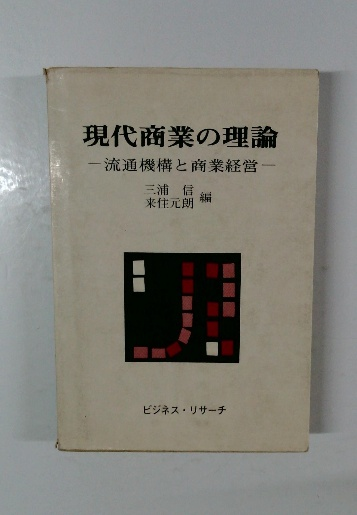 現代商業の理論
―流通機構と商業経営―
三浦 信
来住元朗 編
ビジネス・リサーチ